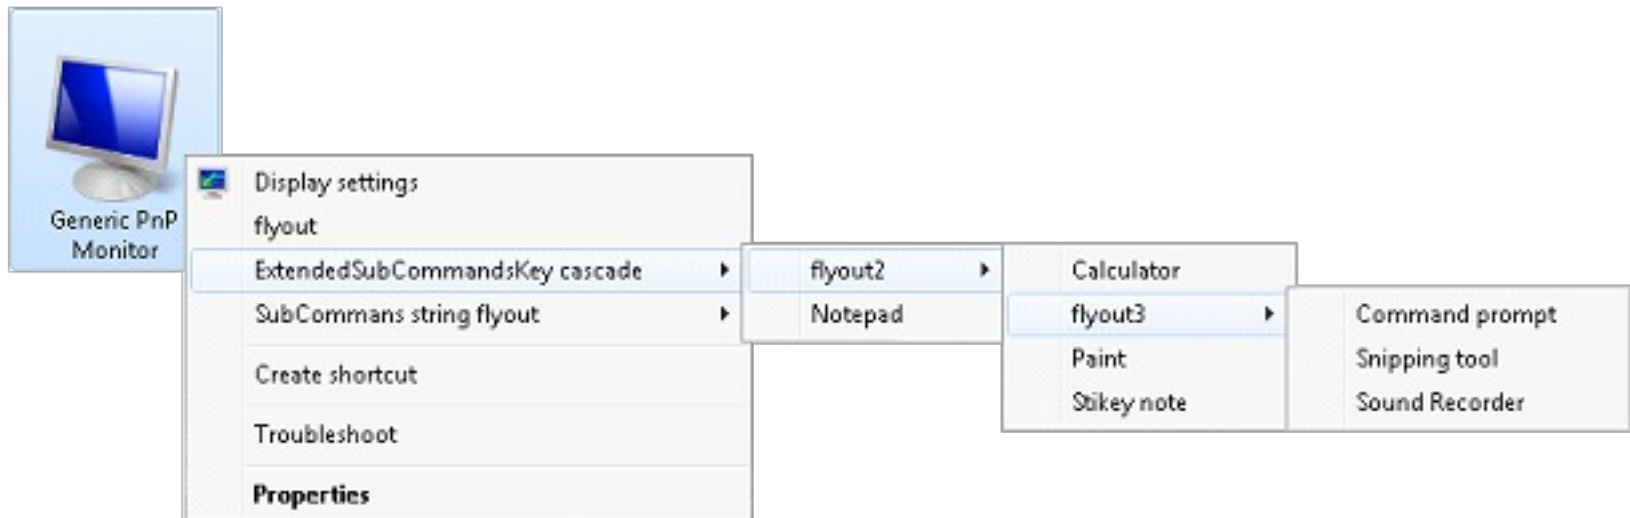 Generic PnP
Monitor
Display settings
flyout
ExtendedSubCommandsKey cascade
SubCommans string flyout
Create shortcut
Troubleshoot
Properties
flyout2
Notepad
Calculator
flyout3
Paint
Stikey note
Command prompt
Snipping tool
Sound Recorder